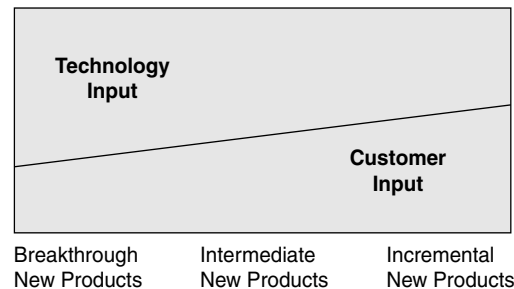 Technology
Input
Customer
Input
Breakthrough
New Products
Intermediate
New Products
Incremental
New Products